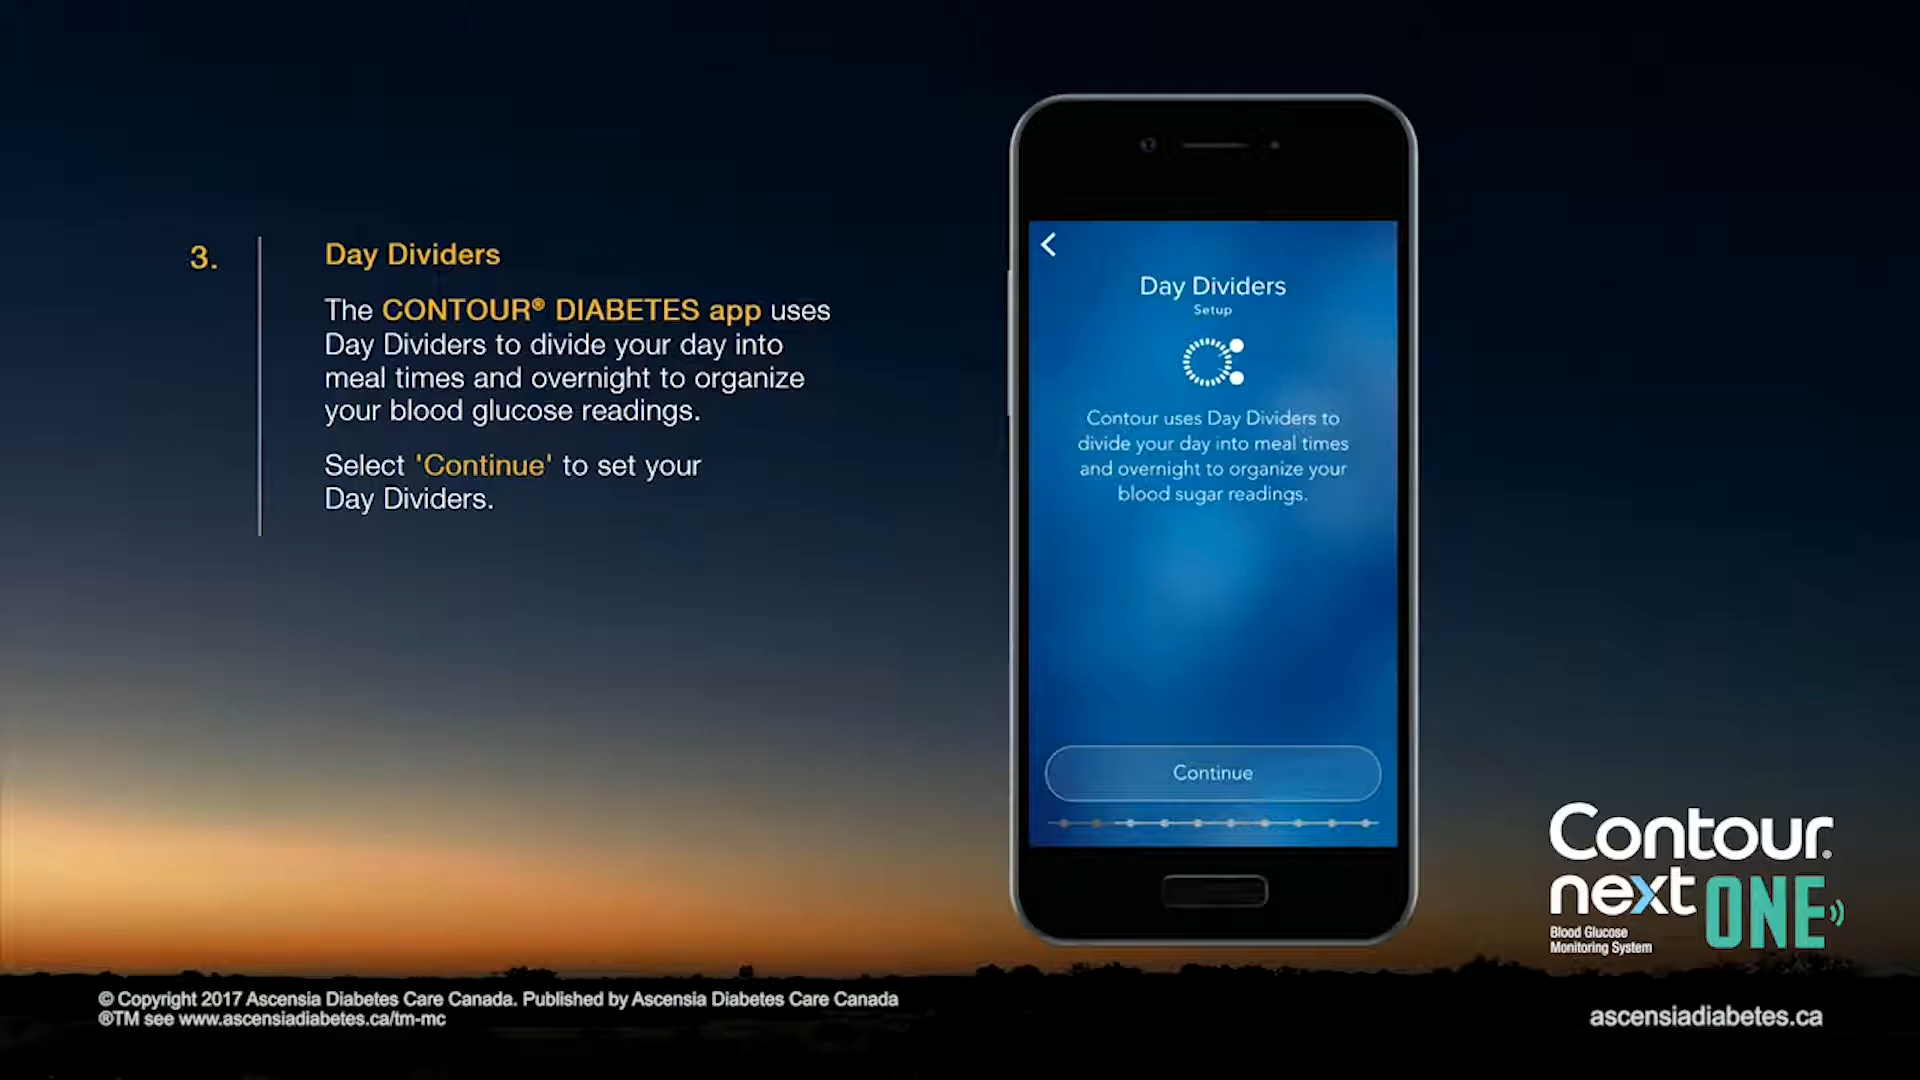 3.
Day Dividers
The CONTOUR® DIABETES app uses
Day Dividers to divide your day into
meal times and overnight to organize
your blood glucose readings.
Select 'Continue' to set your
Day Dividers.
Day Dividers
Setup
Contour uses Day Dividers to
divide your day into meal times
and overnight to organize your
blood sugar readings.
Continue
Contour®
next ONE
Blood Glucose
Monitoring System
© Copyright 2017 Ascensia Diabetes Care Canada. Published by Ascensia Diabetes Care Canada
®TM see www.ascensiadiabetes.ca/tm-mc
ascensiadiabetes.ca